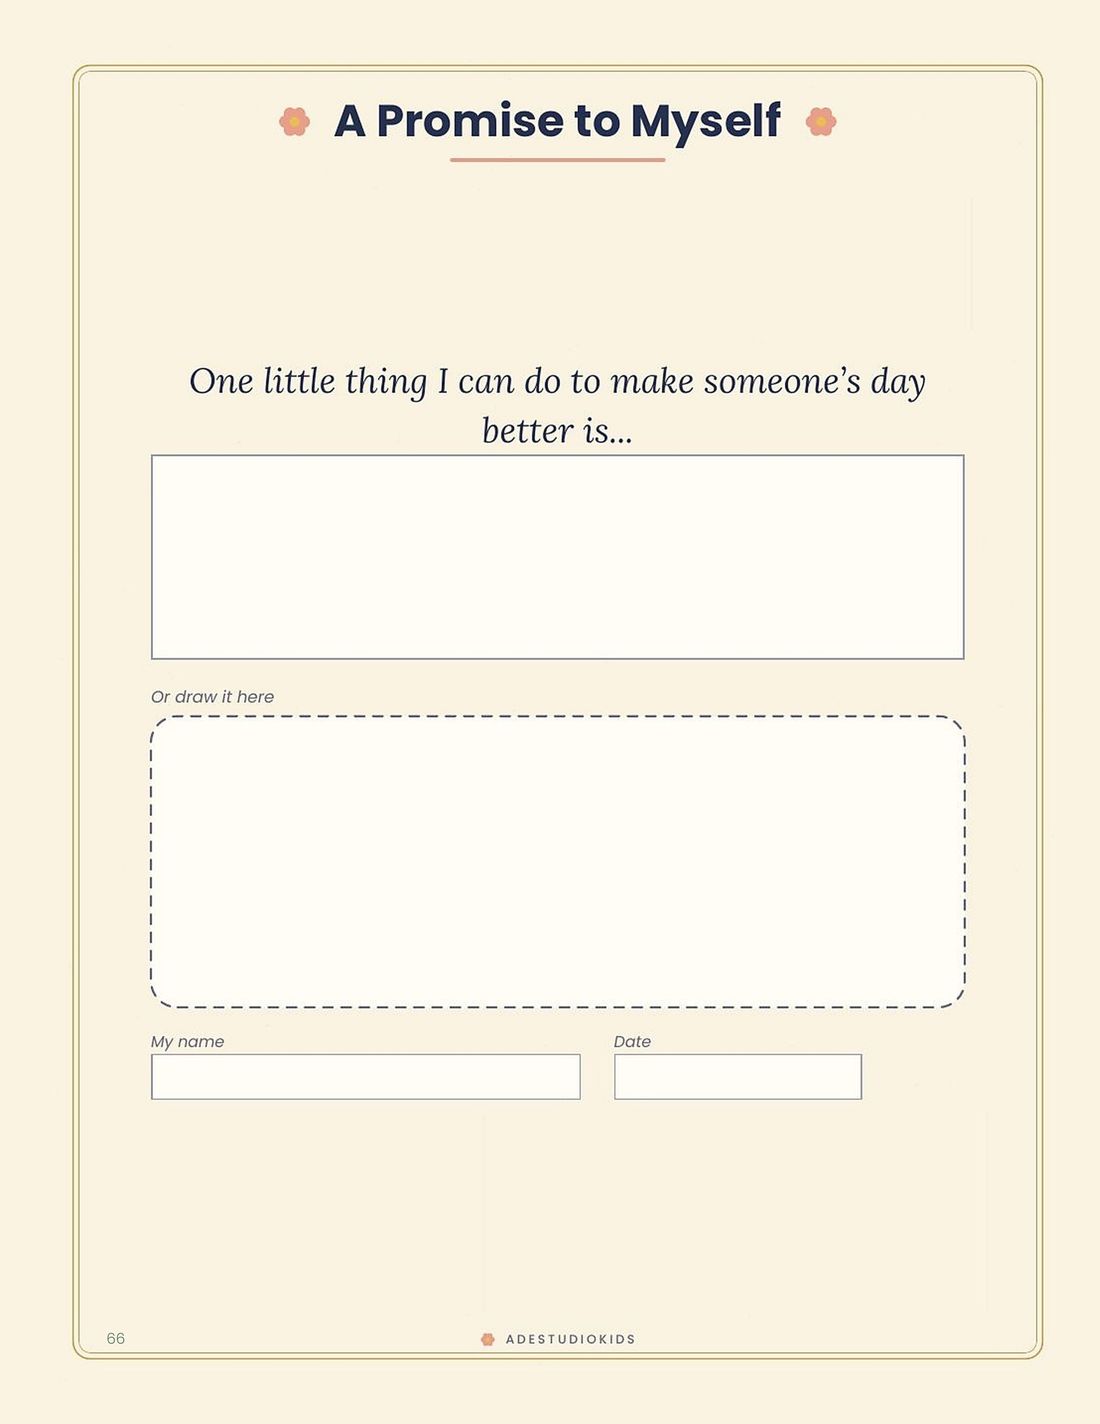 A Promise to Myself
One little thing I can do to make someone’s day
better is...
Or draw it here
My name
Date
66
ADESTUDIOKIDS